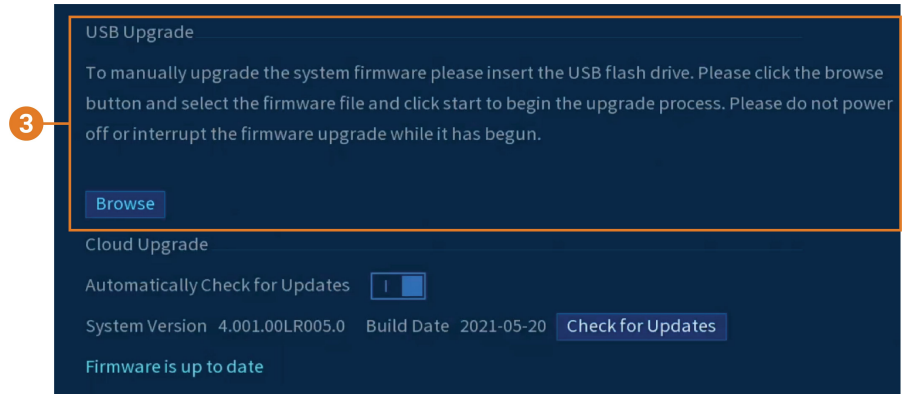 USB Upgrade
To manually upgrade the system firmware please insert the USB flash drive. Please click the browse
button and select the firmware file and click start to begin the upgrade process. Please do not power
3
off or interrupt the firmware upgrade while it has begun.
Browse
Cloud Upgrade
Automatically Check for Updates
System Version 4.001.00LR005.0 Build Date 2021-05-20 Check for Updates
Firmware is up to date